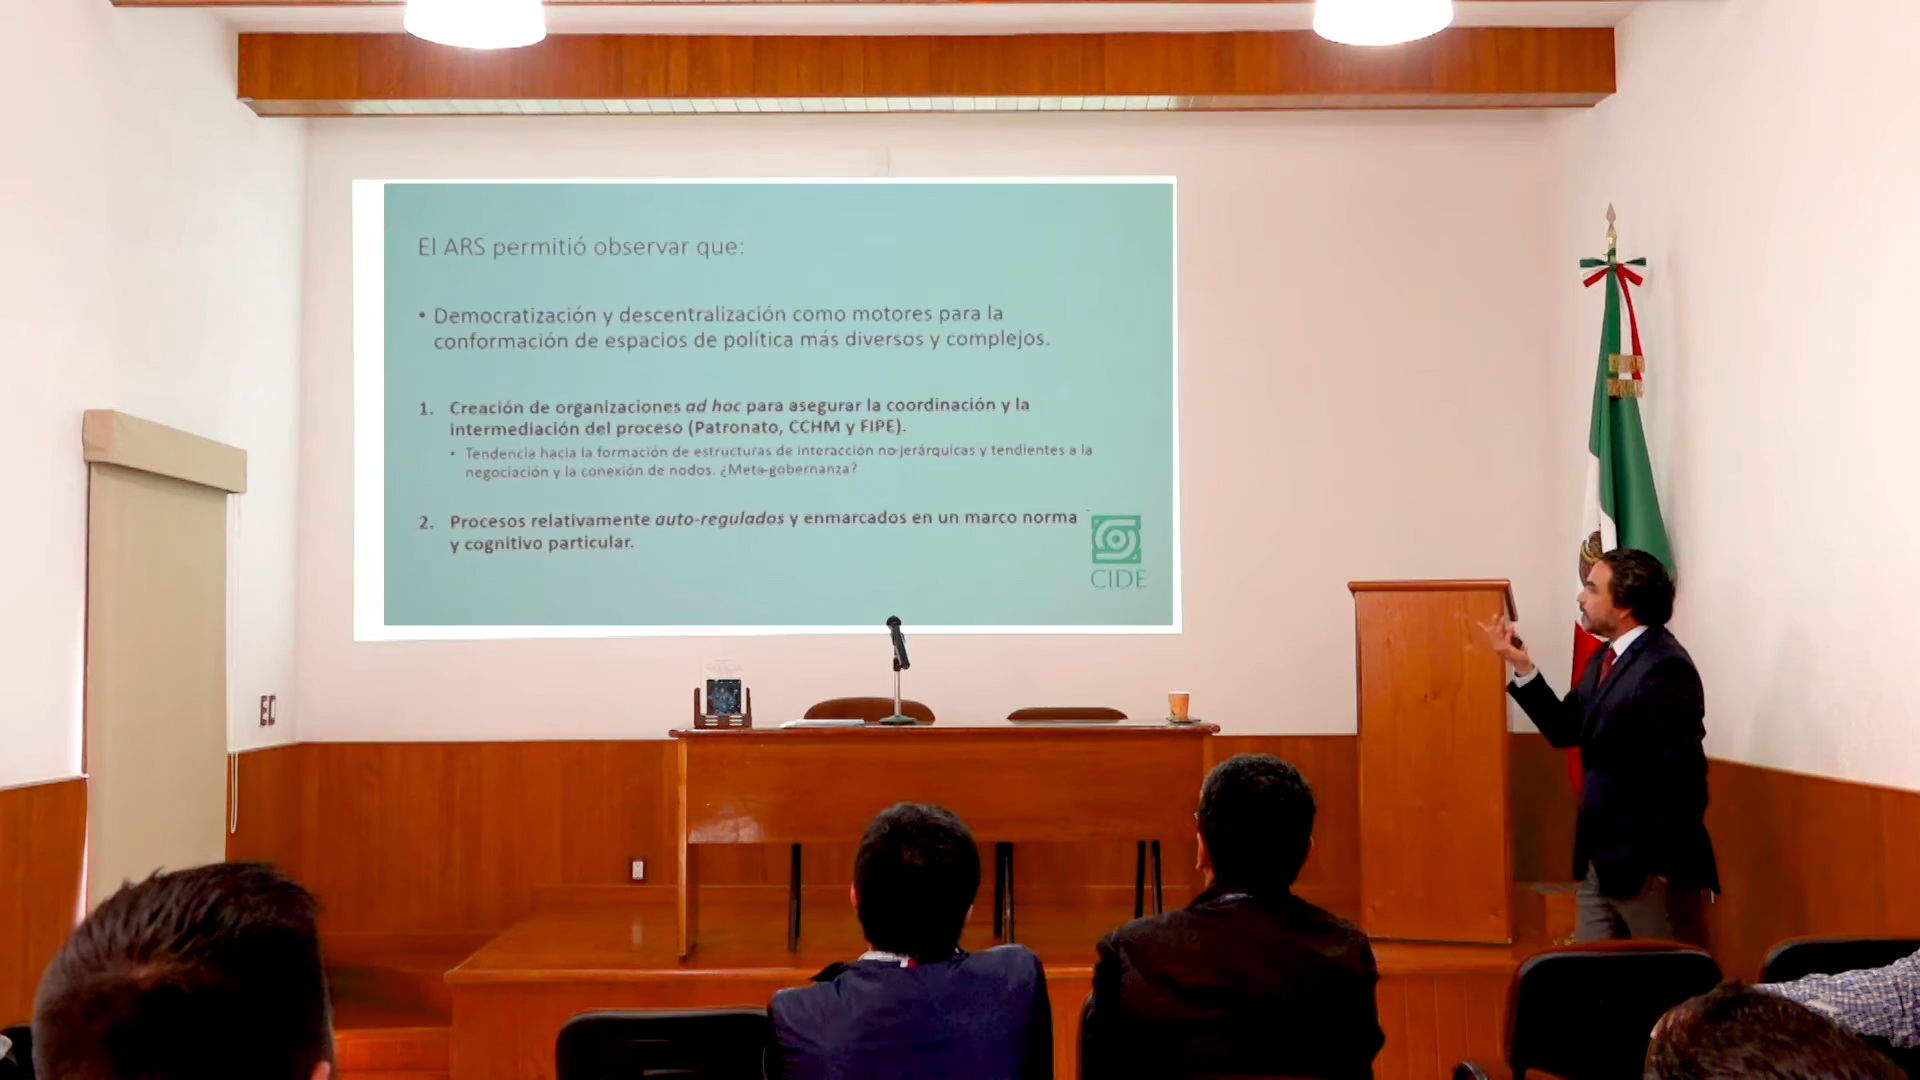 El ARS permitió observar que:
• Democratización y descentralización como motores para la
conformación de espacios de política más diversos y complejos.
1. Creación de organizaciones ad hoc para asegurar la coordinación y la
intermediación del proceso (Patronato, CCHM y FIPE).
• Tendencia hacia la formación de estructuras de interacción no-jerárquicas y tendientes a la
negociación y la conexión de nodos. ¿Meta-gobernanza?
2. Procesos relativamente auto-regulados y enmarcados en un marco norma
y cognitivo particular.
CIDE